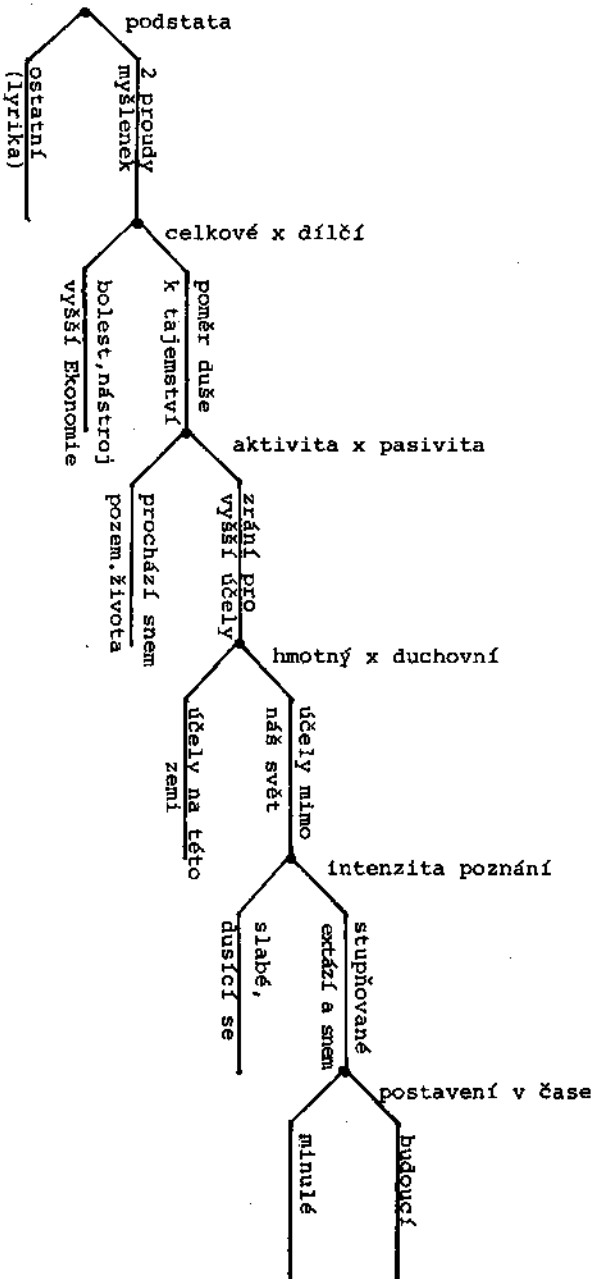 podstata
2 proudy
myšlenek
ostatní
(lyrika)
celkové x dílčí
poměr duše
k tajemství
bolest,nástroj
vyšší Ekonomie
aktivita x pasivita
zrání pro
vyšší účely
prochází snem
pozem.života
hmotný x duchovní
účely mimo
náš svět
účely na této
zemi
intenzita poznání
stupňované
extází a snem
slabé,
dusící se
postavení v čase
budoucí
minulé